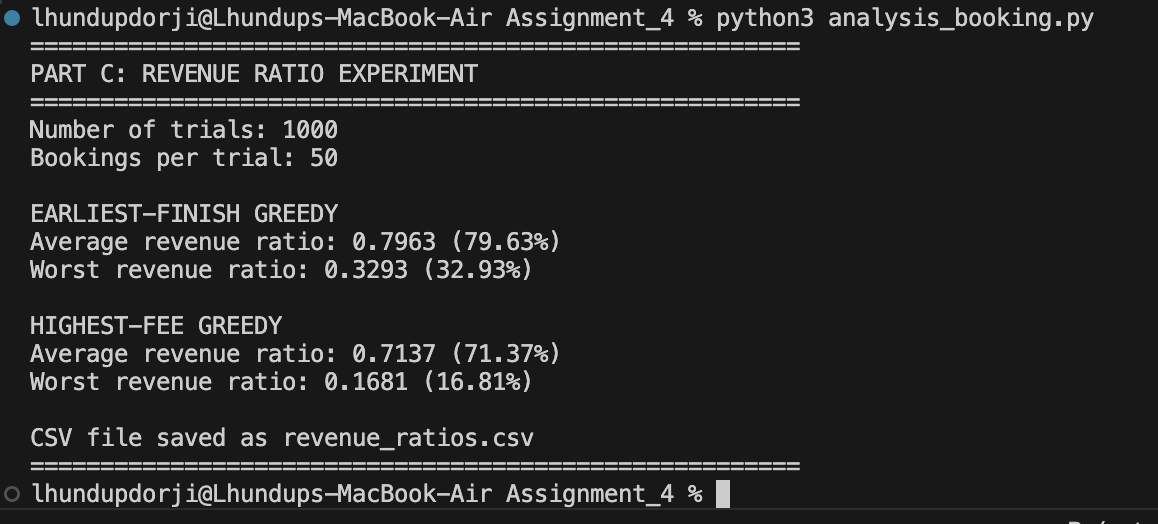 lhundupdorji@Lhundups-MacBook-Air Assignment_4 % python3 analysis_booking.py
=======================================================
PART C: REVENUE RATIO EXPERIMENT
=======================================================
Number of trials: 1000
Bookings per trial: 50
EARLIEST-FINISH GREEDY
Average revenue ratio: 0.7963 (79.63%)
Worst revenue ratio: 0.3293 (32.93%)
HIGHEST-FEE GREEDY
Average revenue ratio: 0.7137 (71.37%)
Worst revenue ratio: 0.1681 (16.81%)
CSV file saved as revenue_ratios.csv
=======================================================
lhundupdorji@Lhundups-MacBook-Air Assignment_4 %